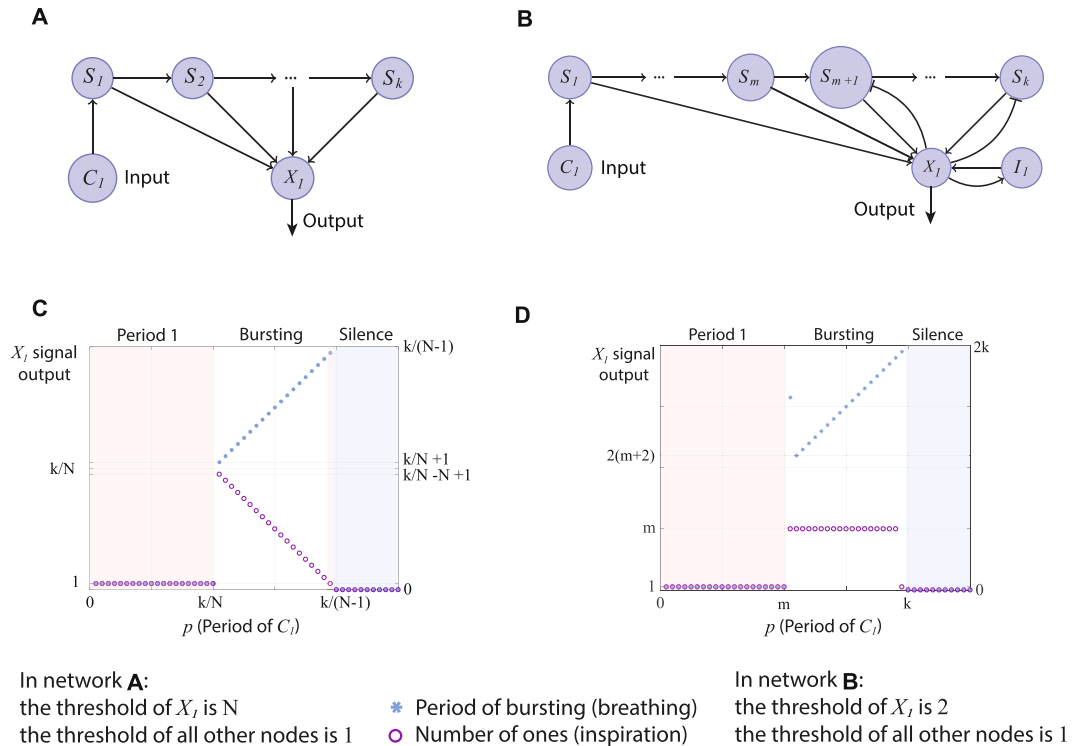 A
S1
S2
...
Sk
C1
Input
X1
Output
B
S1
...
Sm
Sm+1
...
Sk
C1
Input
X1
I1
Output
C
Period 1
Bursting
Silence
X1 signal
output
k/(N-1)
k/N
k/N +1
k/N -N +1
1
0
0
k/N
k/(N-1)
p (Period of C1)
D
Period 1
Bursting
Silence
X1 signal
output
2k
2(m+2)
m
1
0
0
m
k
p (Period of C1)
In network A:
the threshold of X1 is N
the threshold of all other nodes is 1
Period of bursting (breathing)
Number of ones (inspiration)
In network B:
the threshold of X1 is 2
the threshold of all other nodes is 1